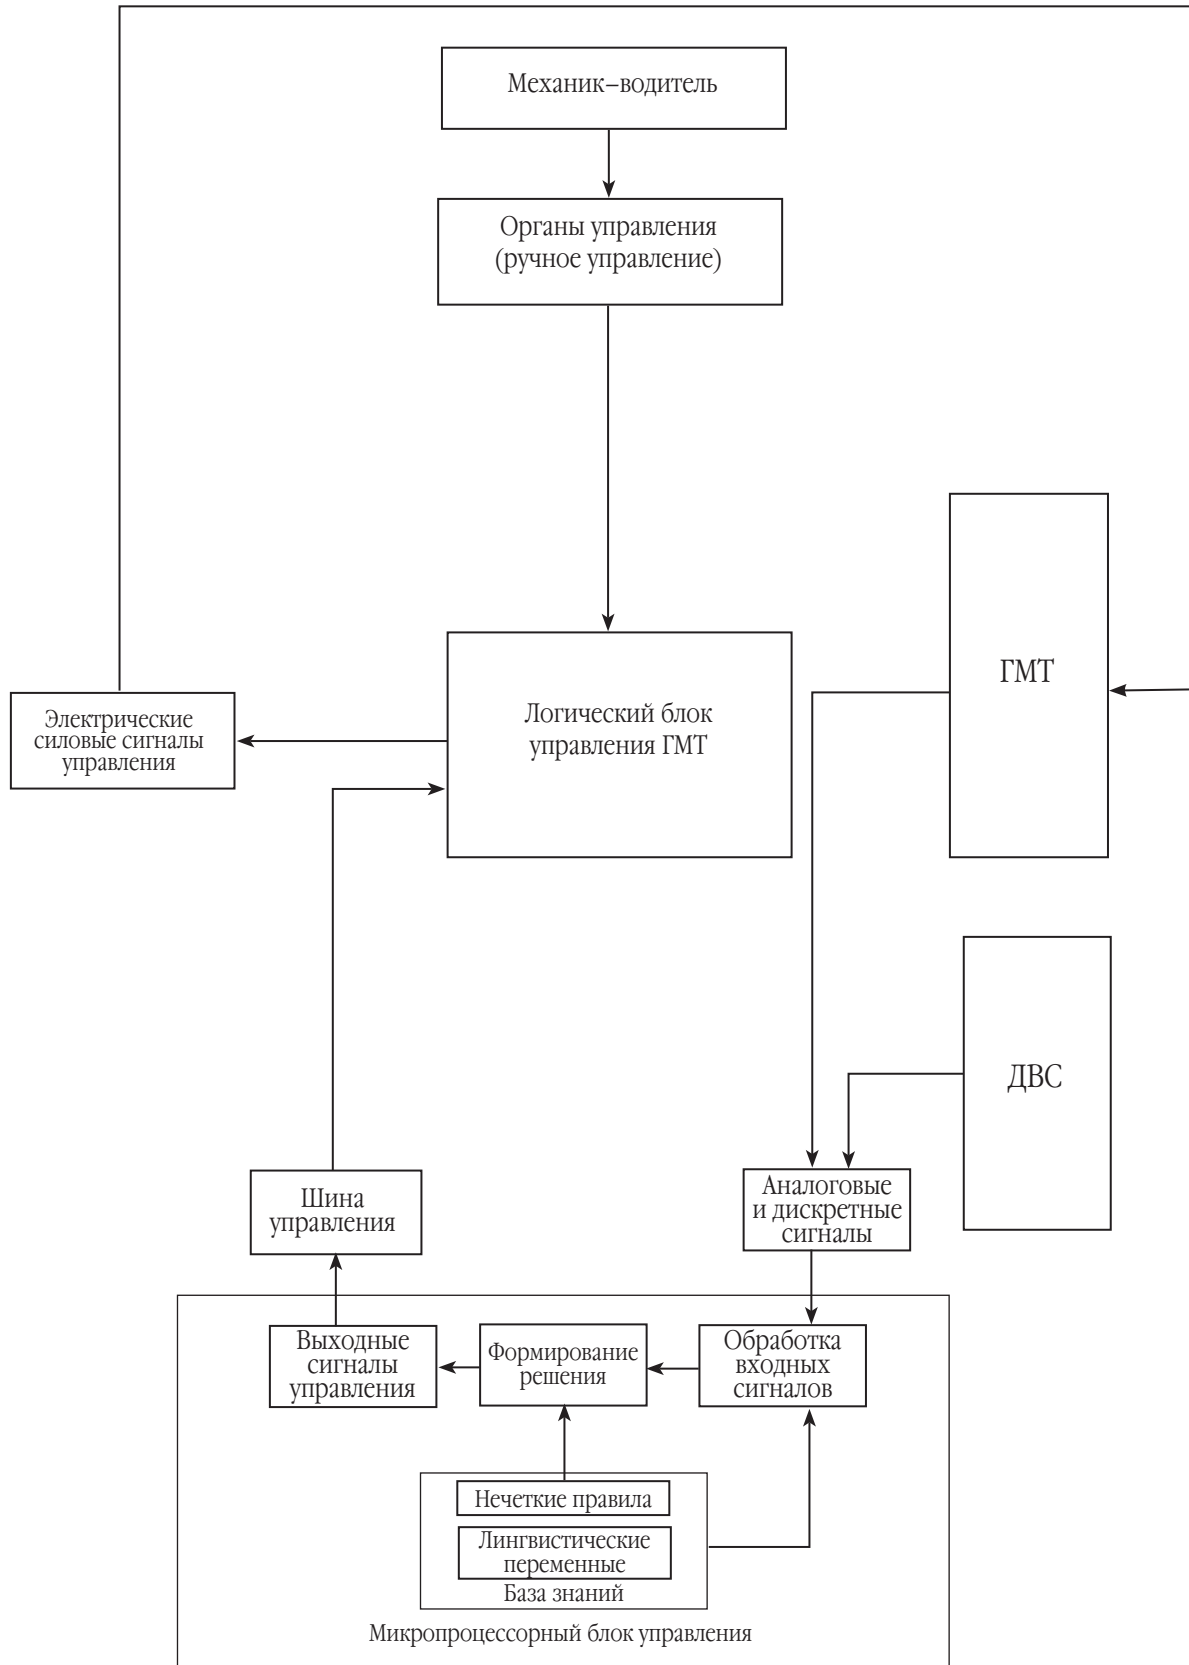 Механик–водитель
Органы управления
(ручное управление)
ГМТ
Логический блок
управления ГМТ
Электрические
силовые сигналы
управления
ДВС
Шина
управления
Аналоговые
и дискретные
сигналы
Выходные
сигналы
управления
Формирование
решения
Обработка
входных
сигналов
Нечеткие правила
Лингвистические
переменные
База знаний
Микропроцессорный блок управления